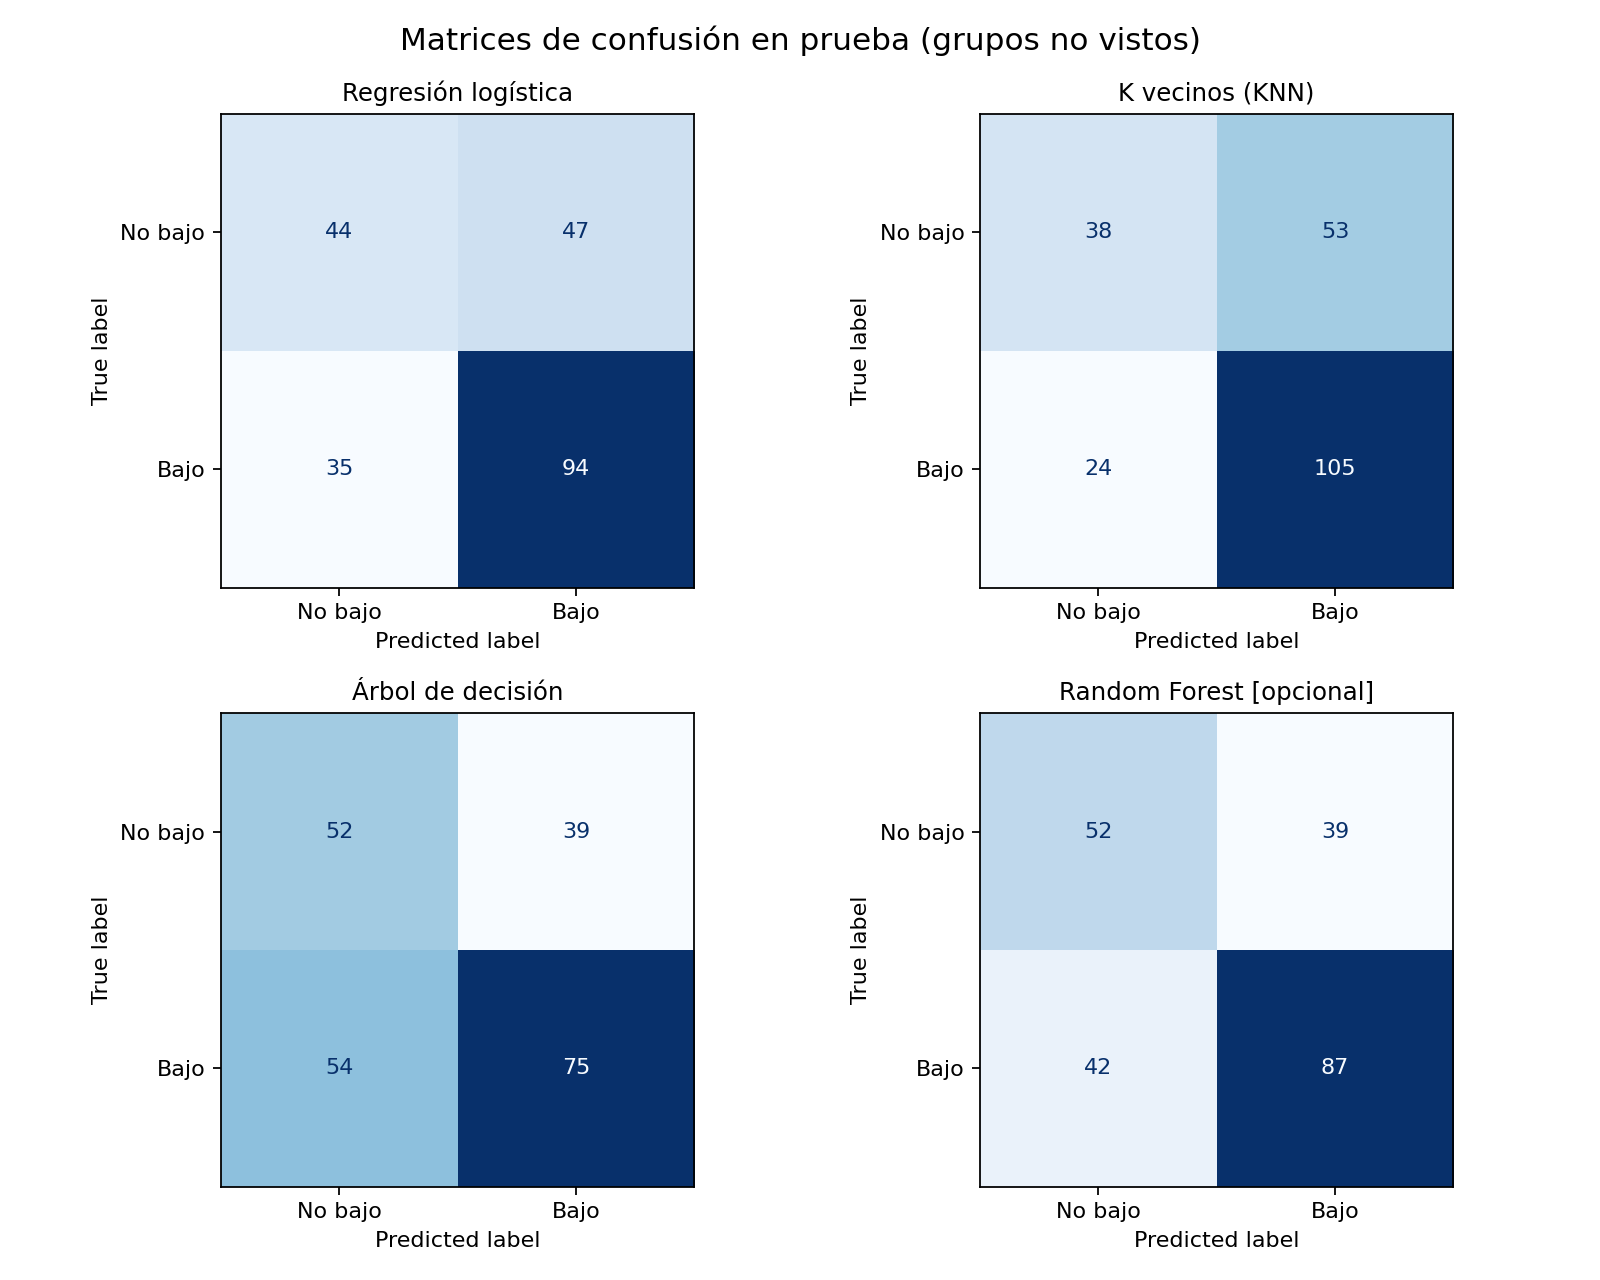 Matrices de confusión en prueba (grupos no vistos)
Regresión logística
No bajo
44
47
Bajo
35
94
True label
No bajo
Bajo
Predicted label
K vecinos (KNN)
No bajo
38
53
Bajo
24
105
True label
No bajo
Bajo
Predicted label
Árbol de decisión
No bajo
52
39
Bajo
54
75
True label
No bajo
Bajo
Predicted label
Random Forest [opcional]
No bajo
52
39
Bajo
42
87
True label
No bajo
Bajo
Predicted label